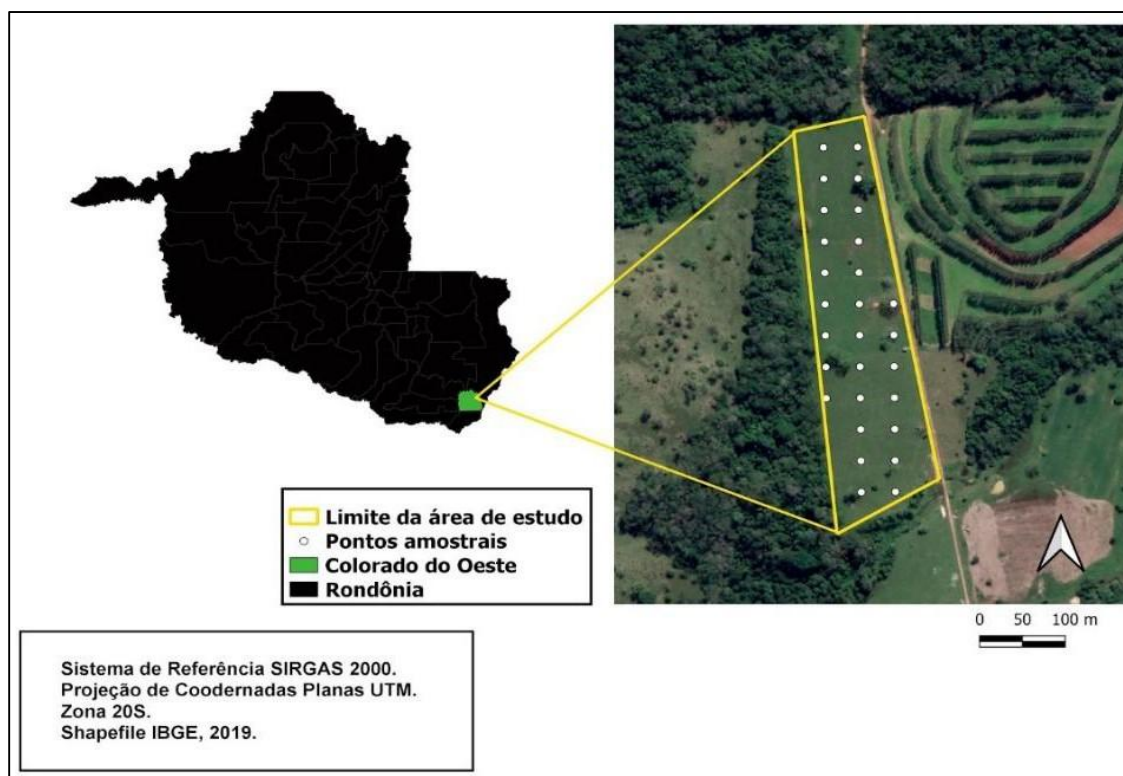 Limite da área de estudo
Pontos amostrais
Colorado do Oeste
Rondônia
0 50 100 m
Sistema de Referência SIRGAS 2000.
Projeção de Coodernadas Planas UTM.
Zona 20S.
Shapefile IBGE, 2019.